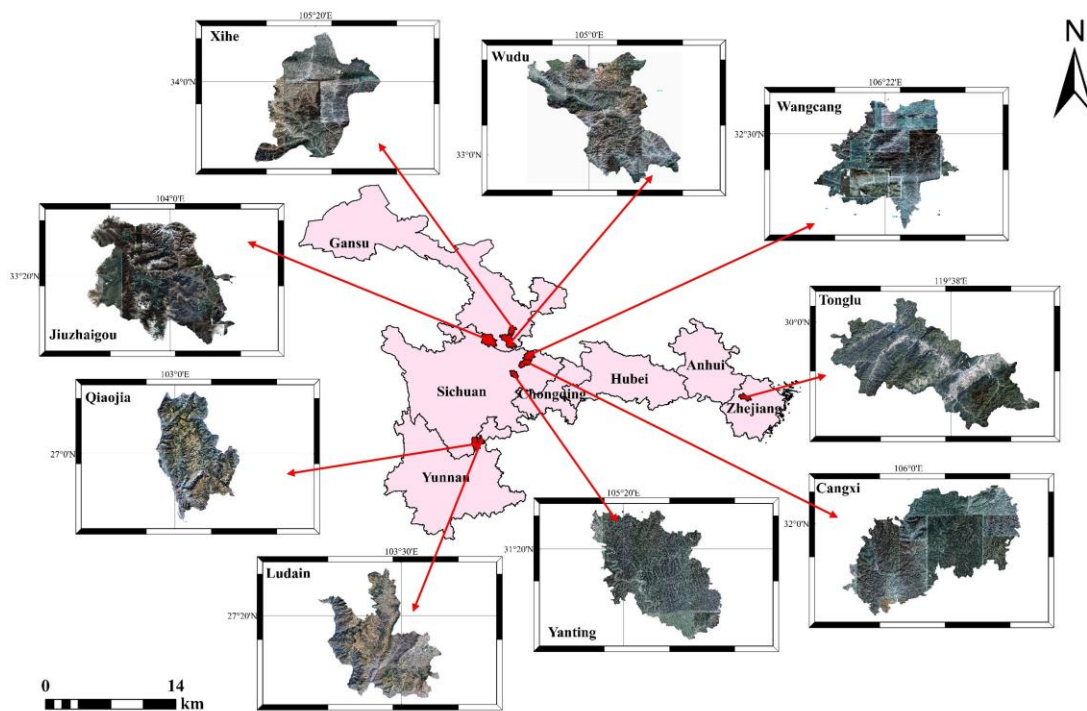 105°20'E
Xihe
34°0'N
105°0'E
Wudu
33°0'N
106°22'E
Wangcang
32°30'N
N
104°0'E
33°20'N
Jiuzhaigou
119°38'E
Tonglu
30°0'N
103°0'E
Qiaojia
27°0'N
Gansu
Sichuan
Chongqing
Hubei
Anhui
Zhejiang
Yunnan
106°0'E
Cangxi
32°0'N
105°20'E
31°20'N
Yanting
103°30'E
Ludain
27°20'N
0 14
km